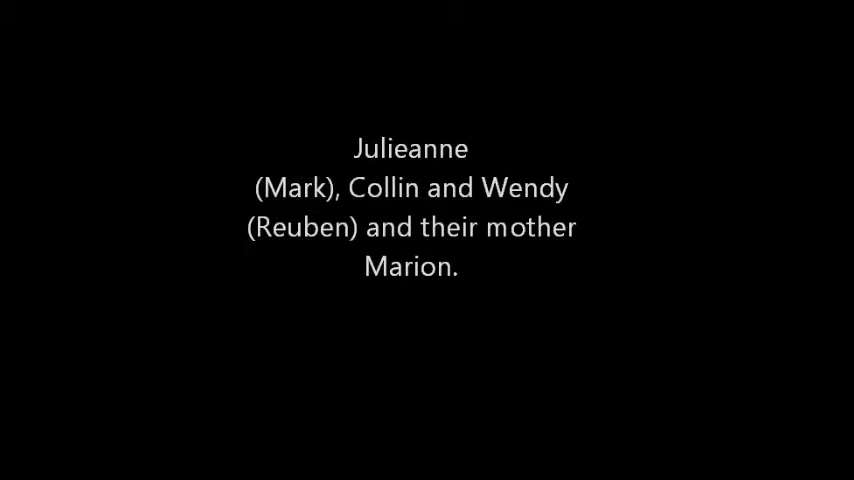 Julieanne
(Mark), Collin and Wendy
(Reuben) and their mother
Marion.